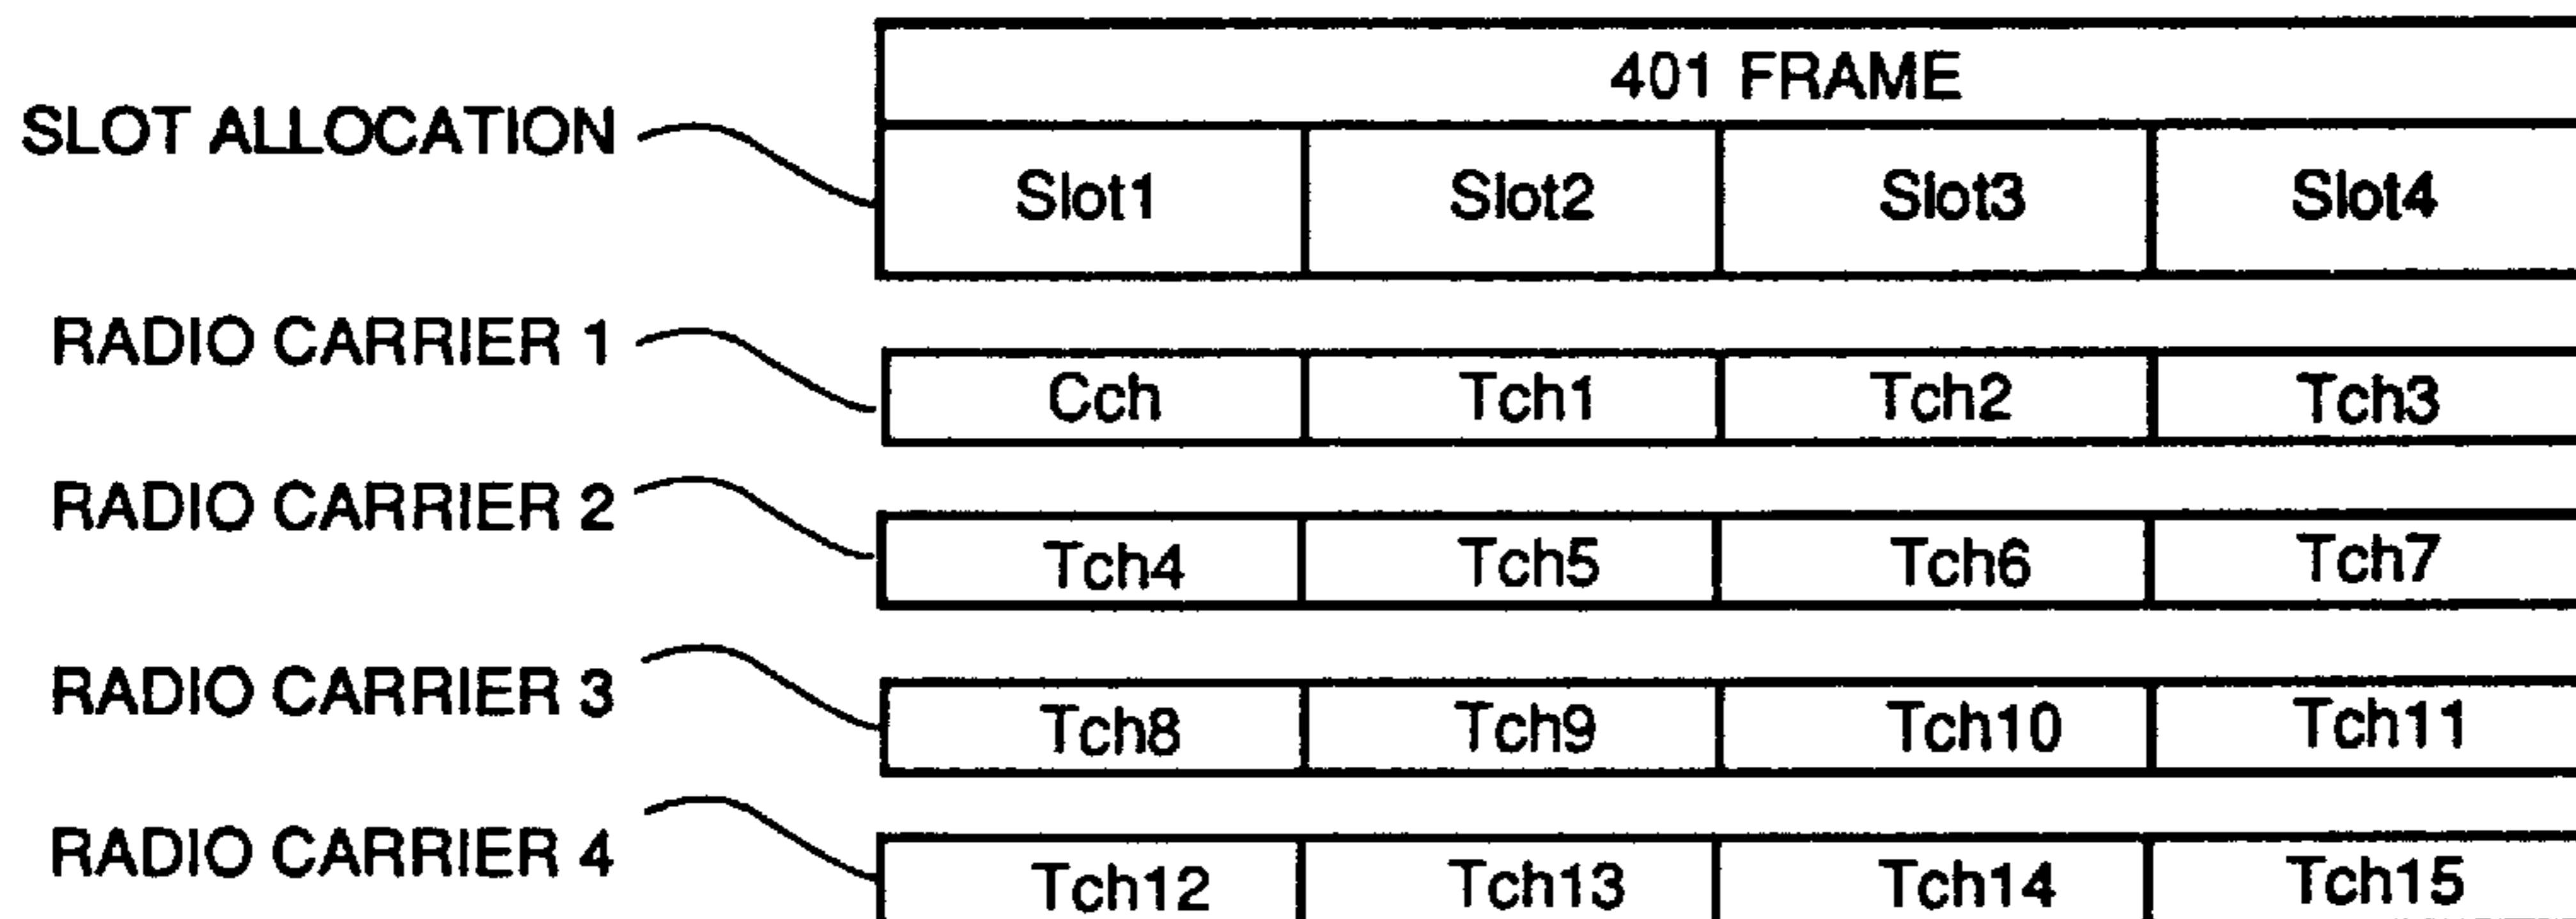 401 FRAME
SLOT ALLOCATION
Slot1 Slot2 Slot3 Slot4
RADIO CARRIER 1
Cch Tch1 Tch2 Tch3
RADIO CARRIER 2
Tch4 Tch5 Tch6 Tch7
RADIO CARRIER 3
Tch8 Tch9 Tch10 Tch11
RADIO CARRIER 4
Tch12 Tch13 Tch14 Tch15